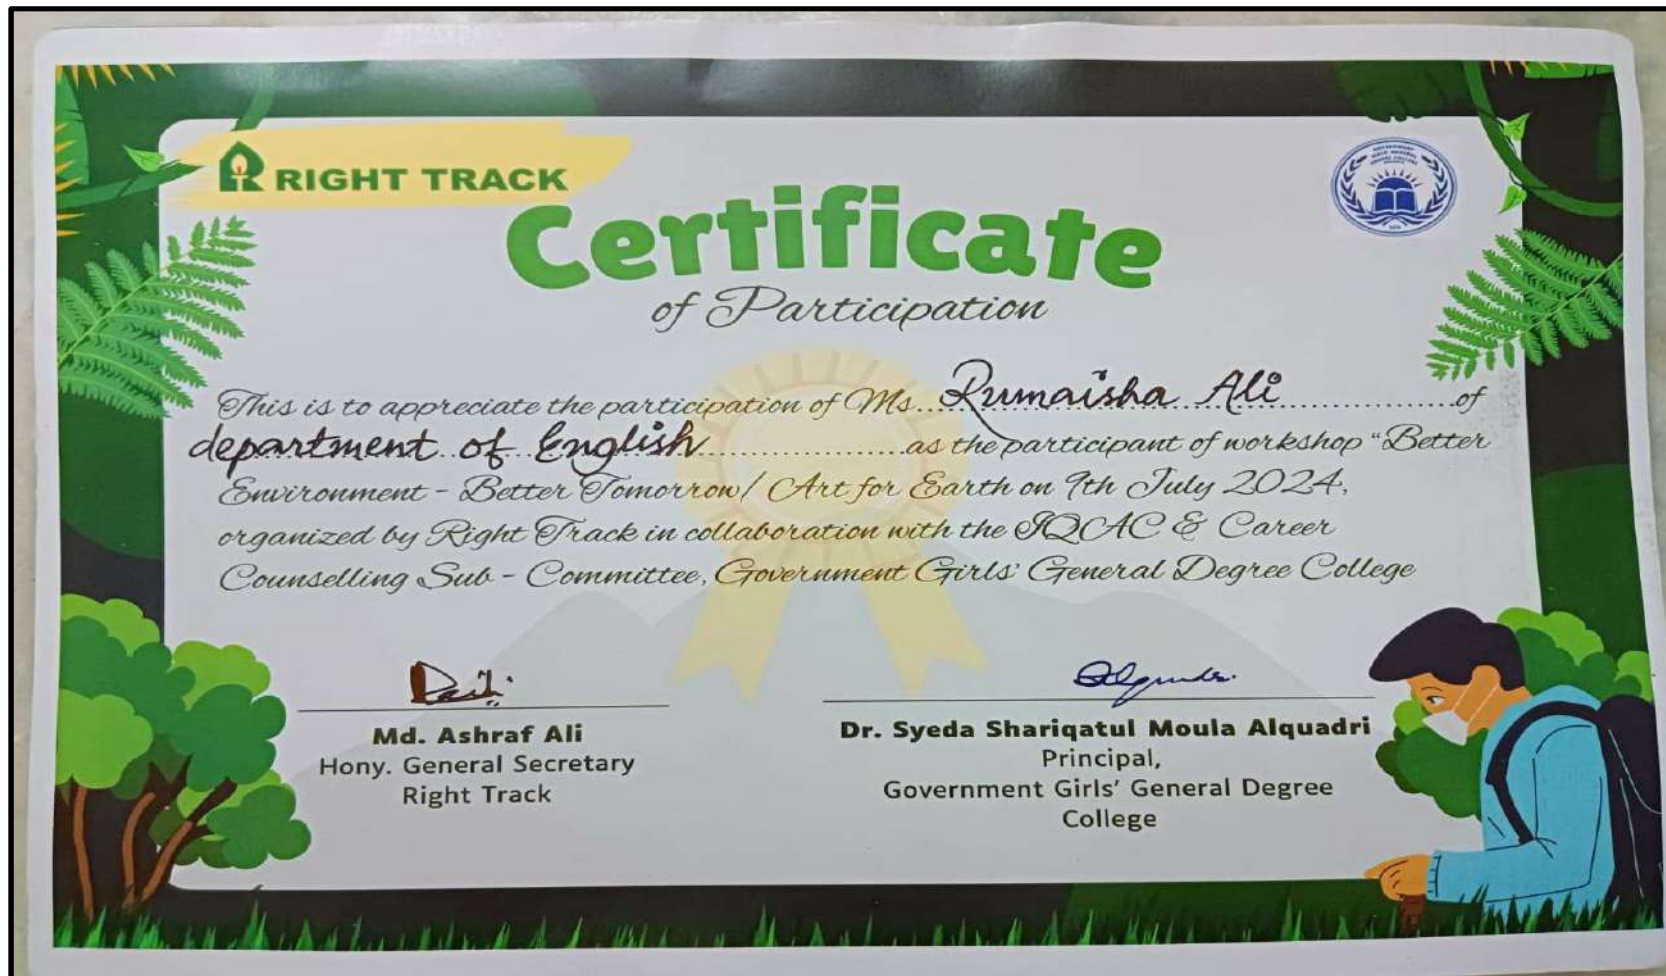 RIGHT TRACK
Certificate
of Participation
This is to appreciate the participation of Ms. Rumaisha Ali of
department of English as the participant of workshop "Better
Environment - Better Tomorrow/ Art for Earth on 9th July 2024,
organized by Right Track in collaboration with the IQAC & Career
Counselling Sub - Committee, Government Girls' General Degree College
Md. Ashraf Ali
Hony. General Secretary
Right Track
Dr. Syeda Shariqatul Moula Alquadri
Principal,
Government Girls' General Degree
College